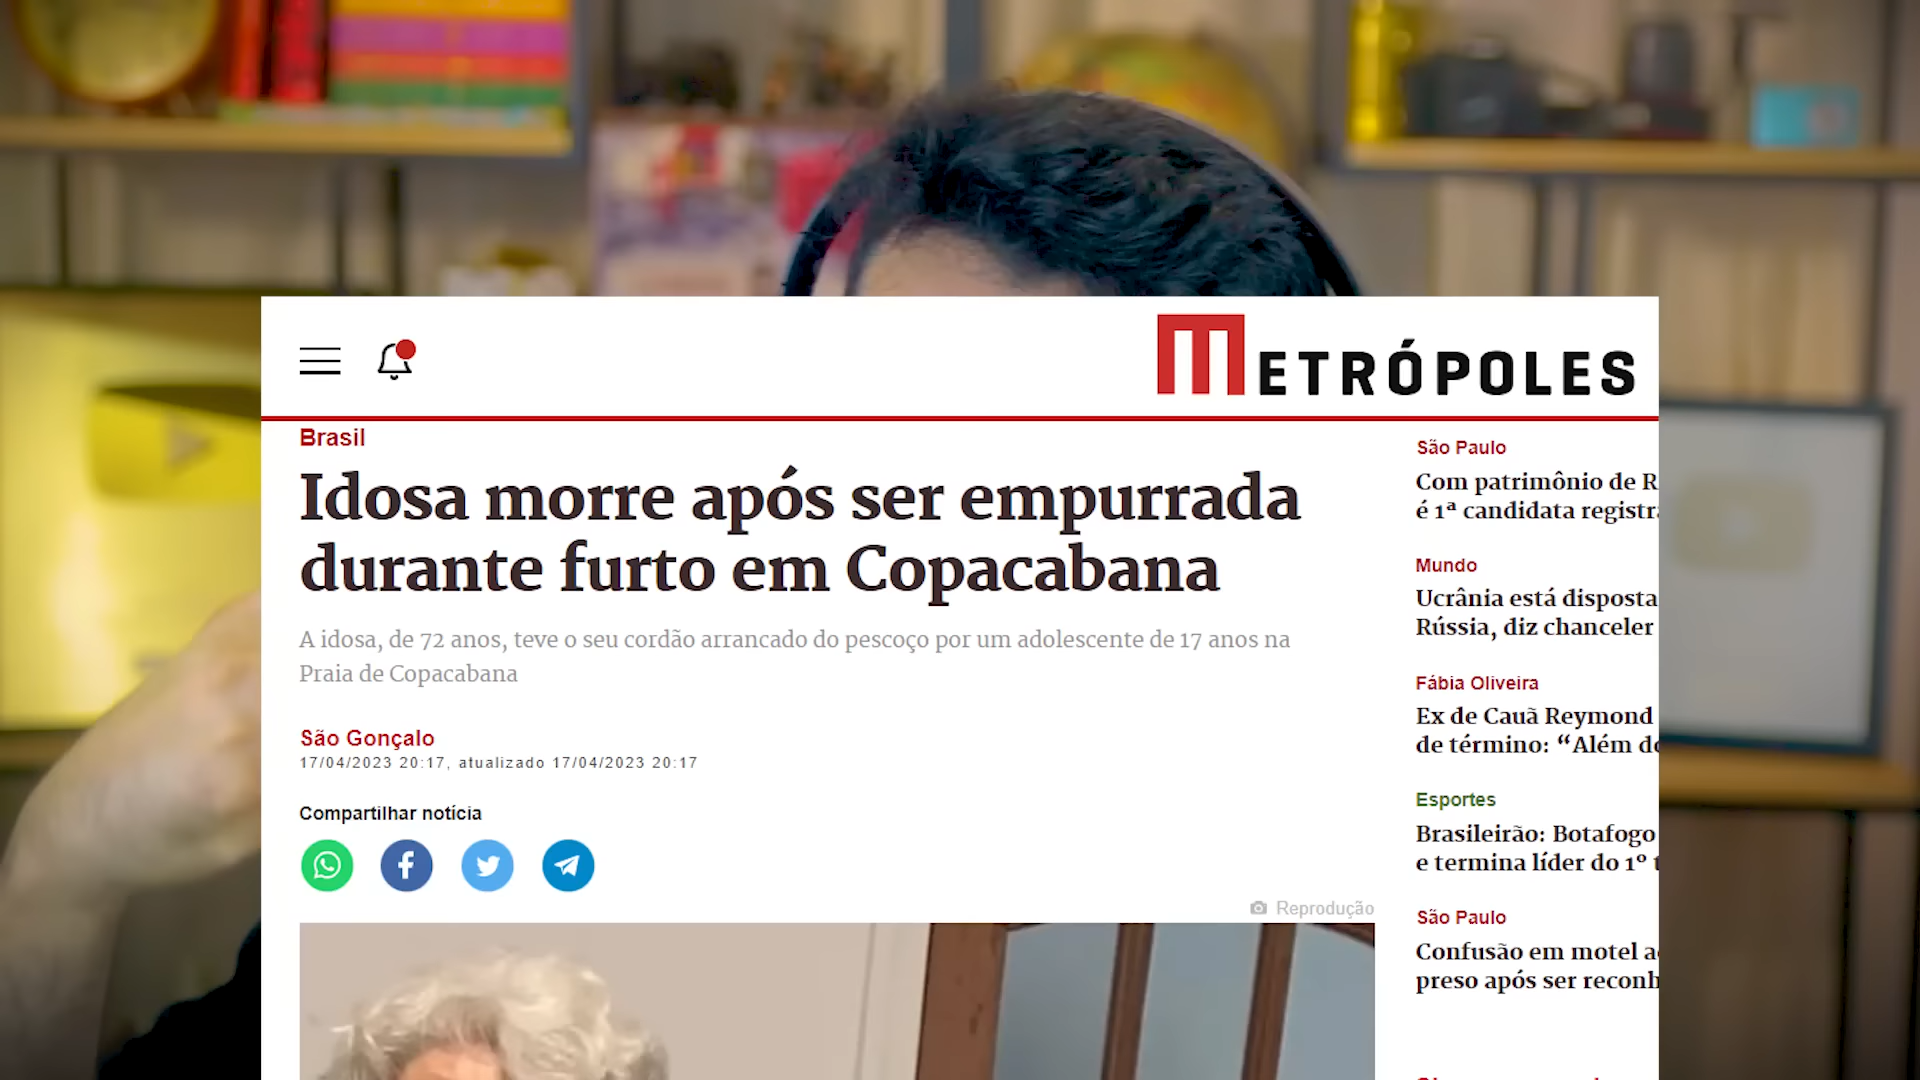 METRÓPOLES
Brasil
Idosa morre após ser empurrada
durante furto em Copacabana
A idosa, de 72 anos, teve o seu cordão arrancado do pescoço por um adolescente de 17 anos na
Praia de Copacabana
São Gonçalo
17/04/2023 20:17, atualizado 17/04/2023 20:17
Compartilhar notícia
Reprodução
São Paulo
Com patrimônio de R
é 1ª candidata registr
Mundo
Ucrânia está disposta
Rússia, diz chanceler
Fábia Oliveira
Ex de Cauã Reymond
de término: “Além d
Esportes
Brasileirão: Botafogo
e termina líder do 1º
São Paulo
Confusão em motel a
preso após ser recon